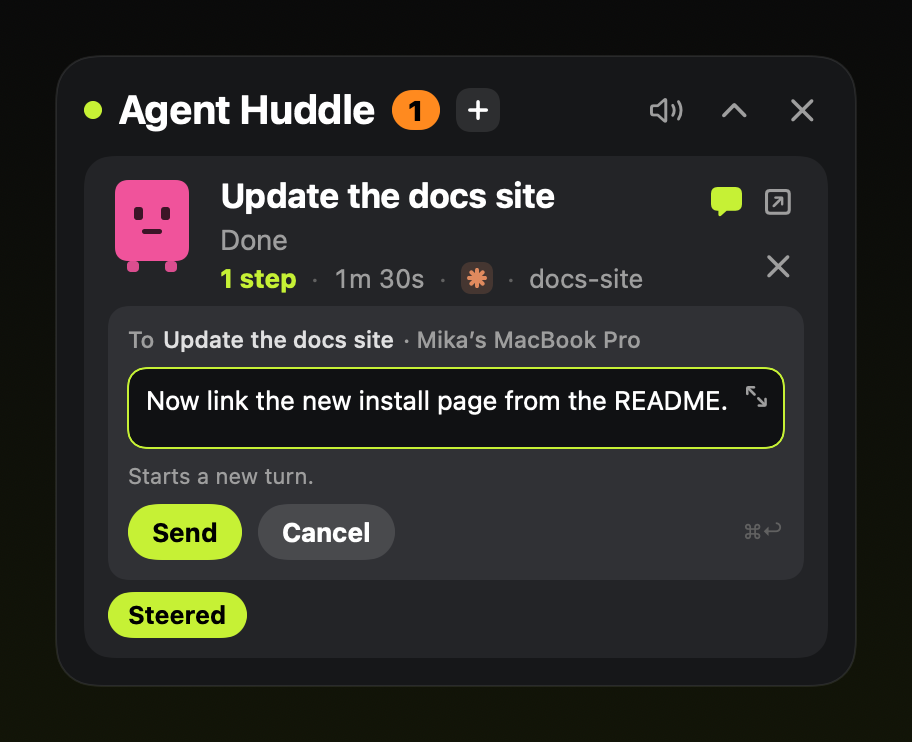 Agent Huddle 1 +
Update the docs site
Done
1 step · 1m 30s · · docs-site
To Update the docs site · Mika’s MacBook Pro
Now link the new install page from the README.
Starts a new turn.
Send Cancel ⌘↩
Steered